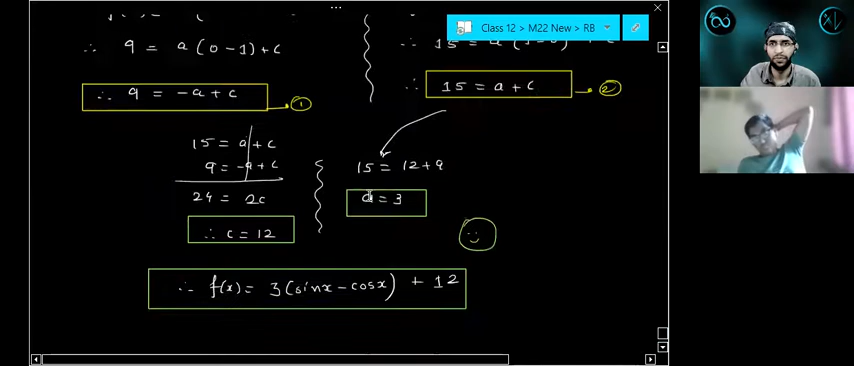 Class 12 > M22 New > RB
∴ 9 = a(0-1)+c
∴ 9 = -a+c
1
∴ 15 = a+c
2
15 = a+c
9 = -a+c
24 = 2c
∴ c=12
15 = 12+9
a=3
∴ f(x)= 3(sinx-cosx) + 12